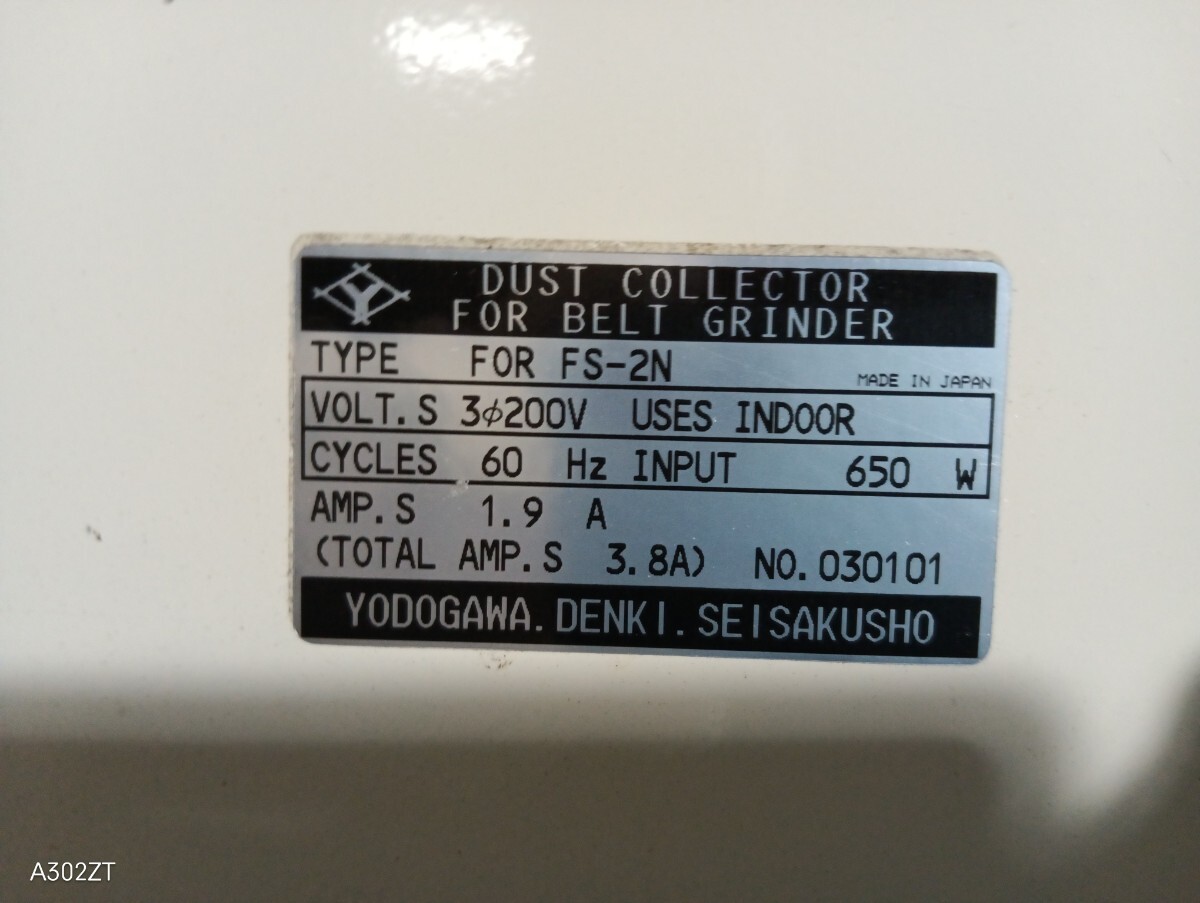 DUST COLLECTOR
FOR BELT GRINDER
TYPE FOR FS-2N
MADE IN JAPAN
VOLT.S 3φ200V USES INDOOR
CYCLES 60 Hz INPUT 650 W
AMP.S 1.9 A
(TOTAL AMP.S 3.8A) NO.030101
YODOGAWA.DENKI.SEISAKUSHO
A302ZT